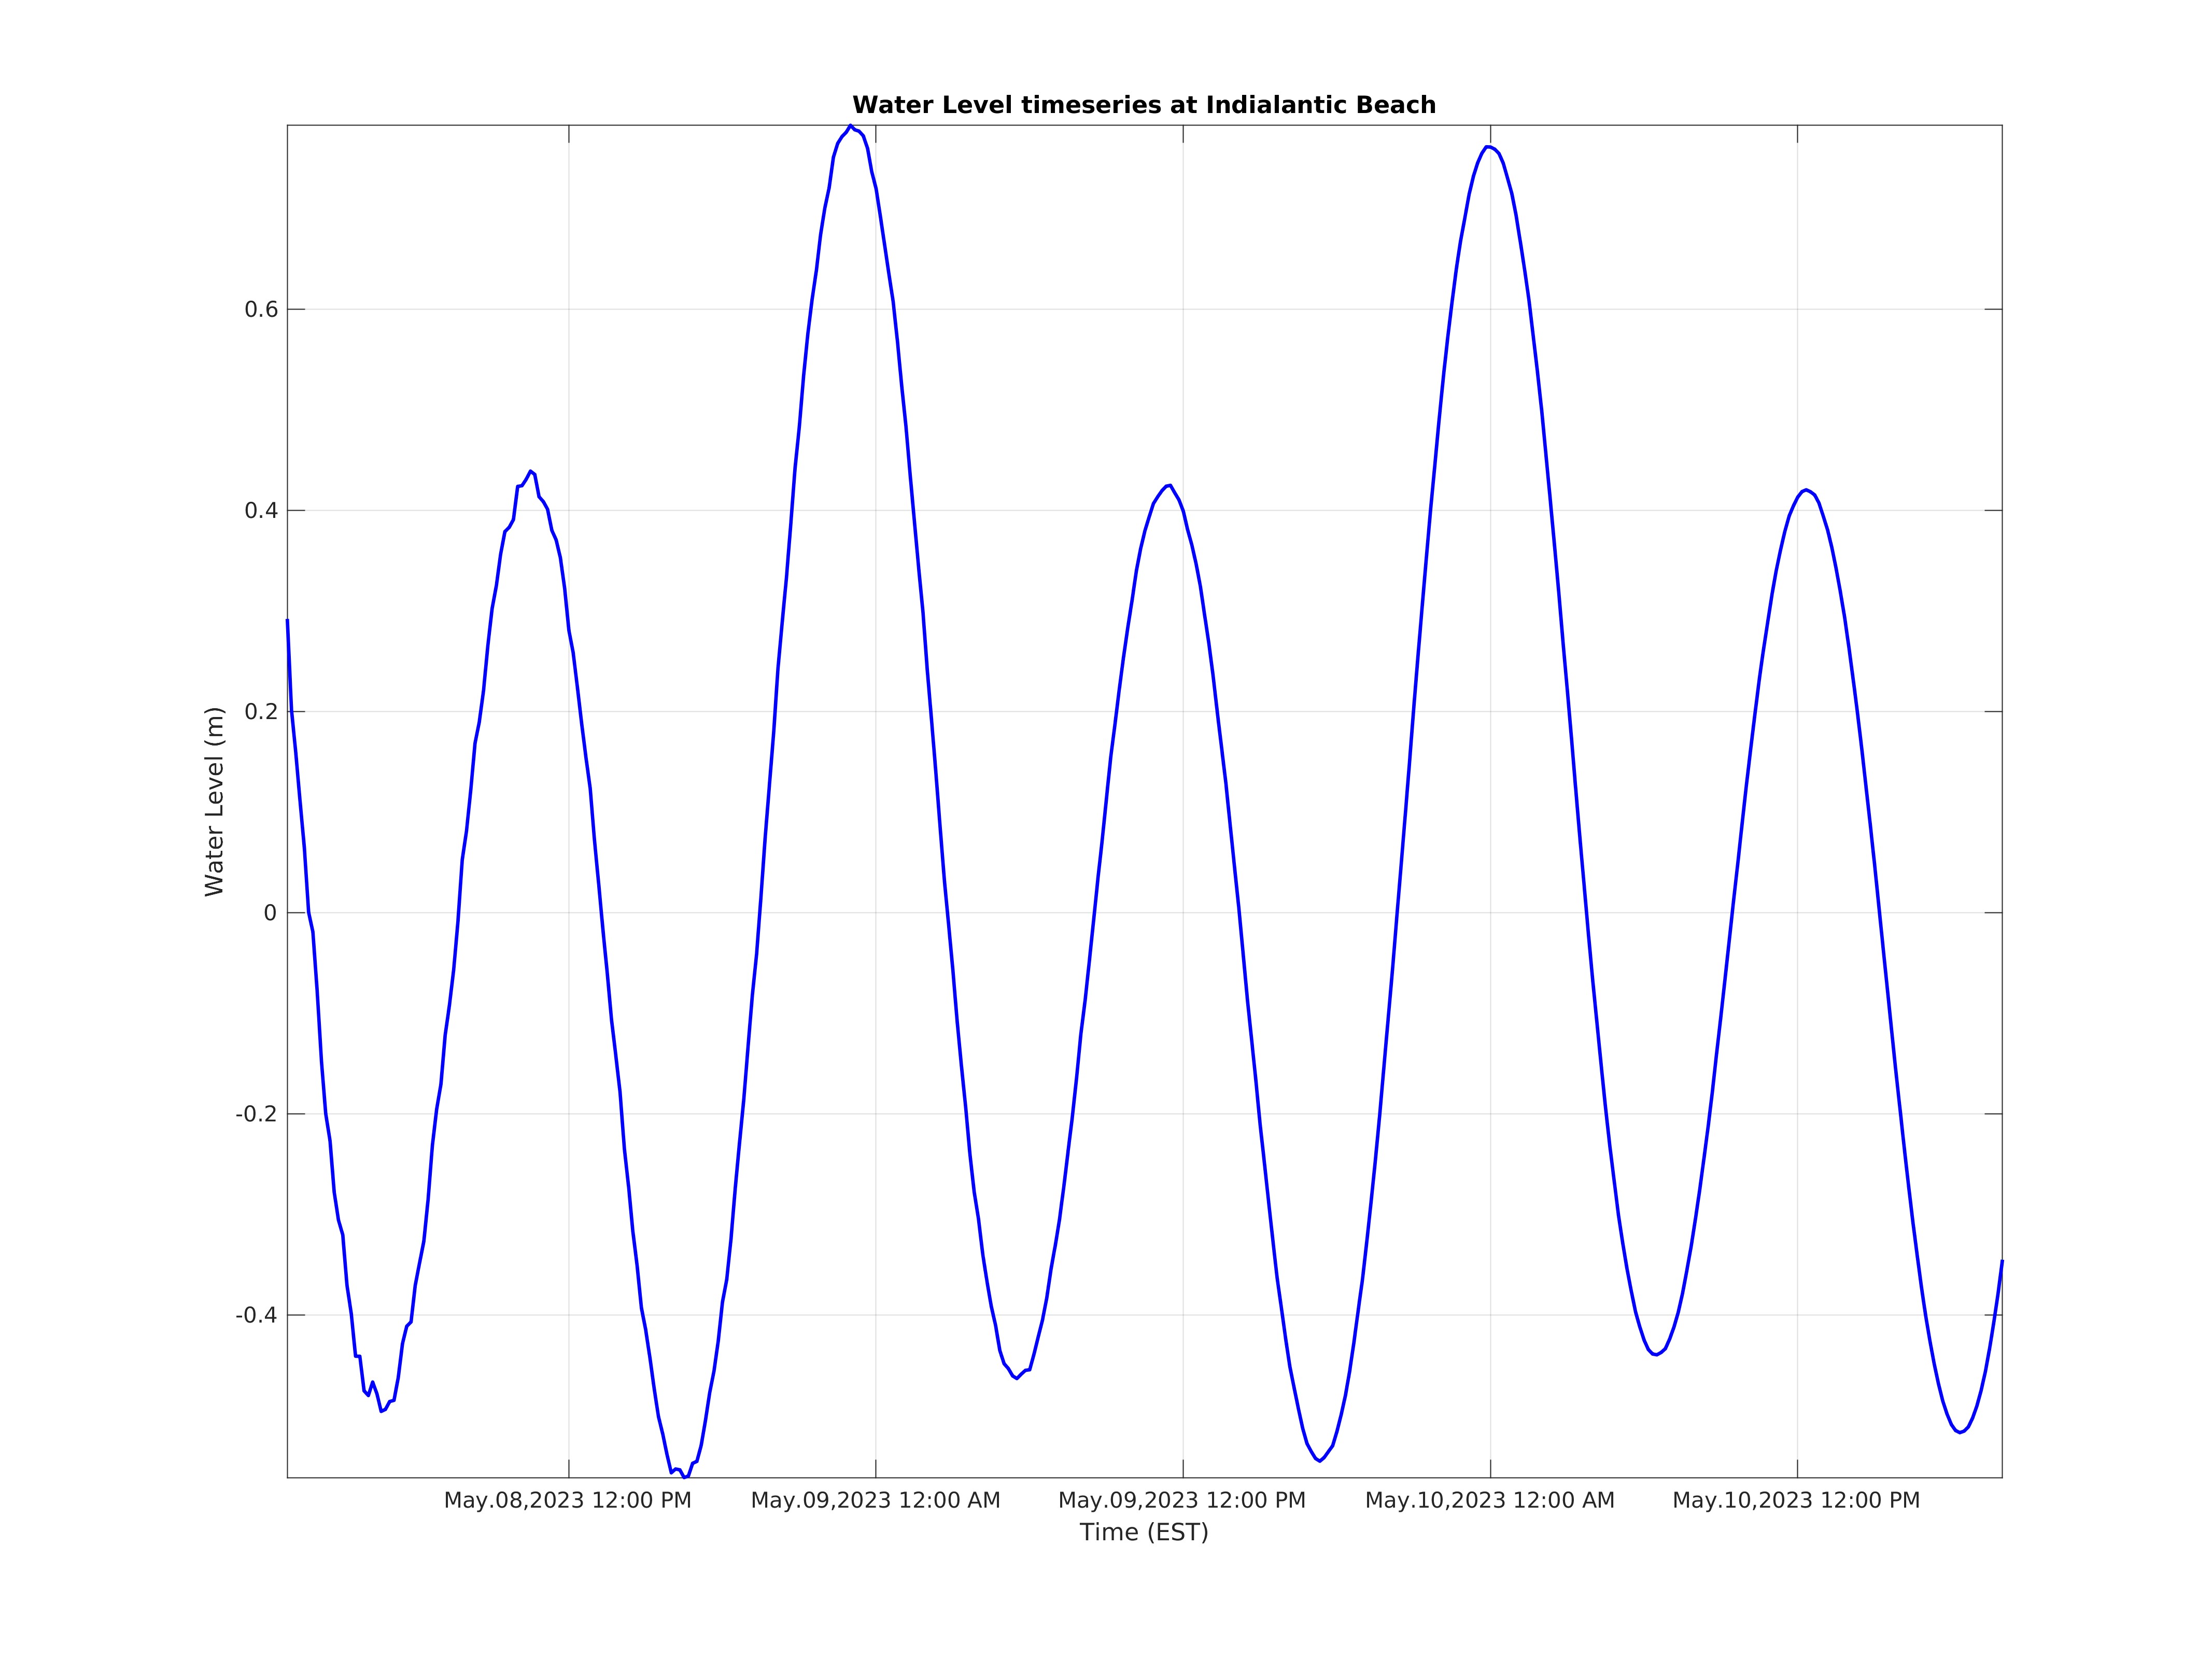 Water Level timeseries at Indialantic Beach
Water Level (m)
0.6
0.4
0.2
0
-0.2
-0.4
May.08,2023 12:00 PM
May.09,2023 12:00 AM
May.09,2023 12:00 PM
May.10,2023 12:00 AM
May.10,2023 12:00 PM
Time (EST)